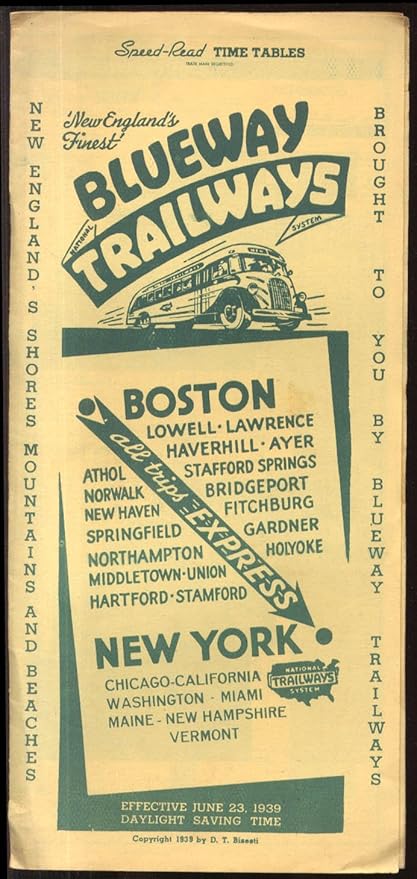 Speed-Read TIME TABLES
TRADE MARK REGISTERED
'New England's
Finest'
BLUEWAY
NATIONAL TRAILWAYS SYSTEM
NEW ENGLAND'S SHORES MOUNTAINS AND BEACHES
BROUGHT TO YOU BY BLUEWAY TRAILWAYS
BOSTON
LOWELL · LAWRENCE
HAVERHILL · AYER
STAFFORD SPRINGS
ATHOL
BRIDGEPORT
NORWALK
FITCHBURG
NEW HAVEN
GARDNER
SPRINGFIELD
HOLYOKE
NORTHAMPTON
MIDDLETOWN · UNION
HARTFORD · STAMFORD
all trips EXPRESS
NEW YORK
CHICAGO - CALIFORNIA
WASHINGTON - MIAMI
MAINE - NEW HAMPSHIRE
VERMONT
NATIONAL
TRAILWAYS
SYSTEM
EFFECTIVE JUNE 23, 1939
DAYLIGHT SAVING TIME
Copyright 1939 by D. T. Bisesti